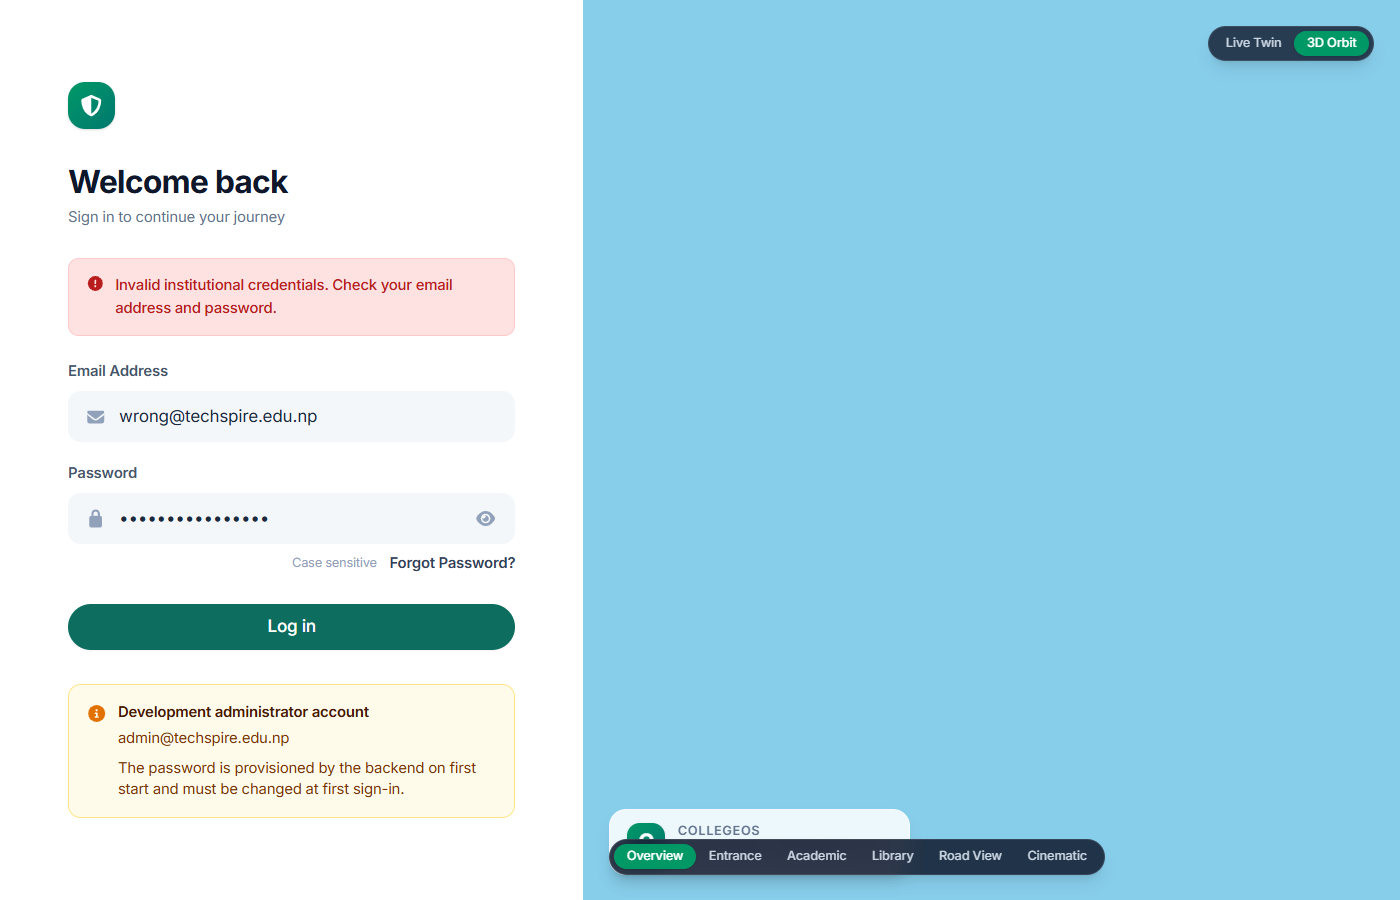 Welcome back
Sign in to continue your journey
Invalid institutional credentials. Check your email
address and password.
Email Address
wrong@techspire.edu.np
Password
••••••••••••••••
Case sensitive Forgot Password?
Log in
Development administrator account
admin@techspire.edu.np
The password is provisioned by the backend on first
start and must be changed at first sign-in.
Live Twin 3D Orbit
COLLEGEOS
Overview Entrance Academic Library Road View Cinematic